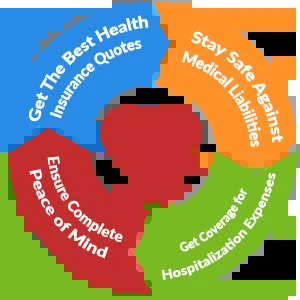 Get The Best Health
Insurance Quotes
Stay Safe Against
Medical Liabilities
Get Coverage for
Hospitalization Expenses
Ensure Complete
Peace of Mind